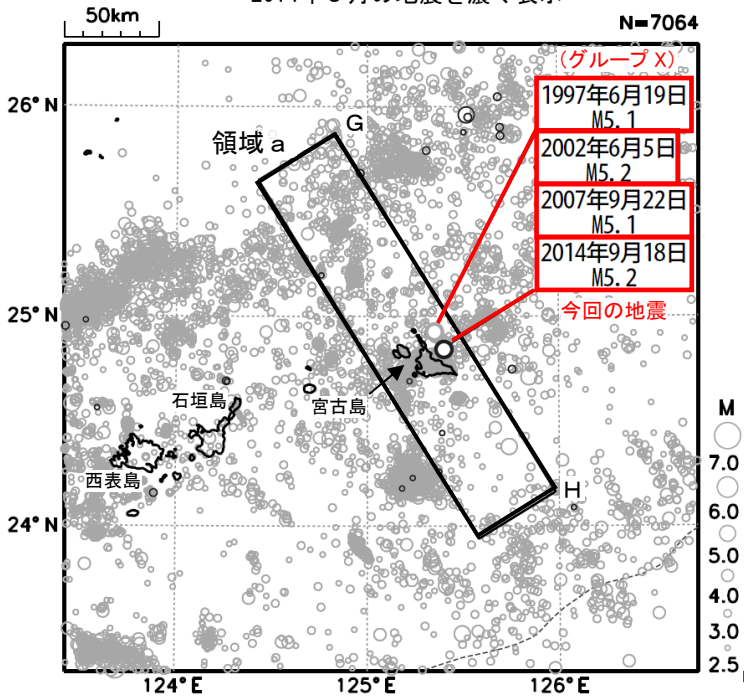 50km
N=7064
(グループ X)
1997年6月19日
M5.1
2002年6月5日
M5.2
2007年9月22日
M5.1
2014年9月18日
M5.2
今回の地震
26°N
G
領域 a
25°N
石垣島
宮古島
西表島
H
24°N
M
7.0
6.0
5.0
4.0
3.0
2.5
124°E
125°E
126°E